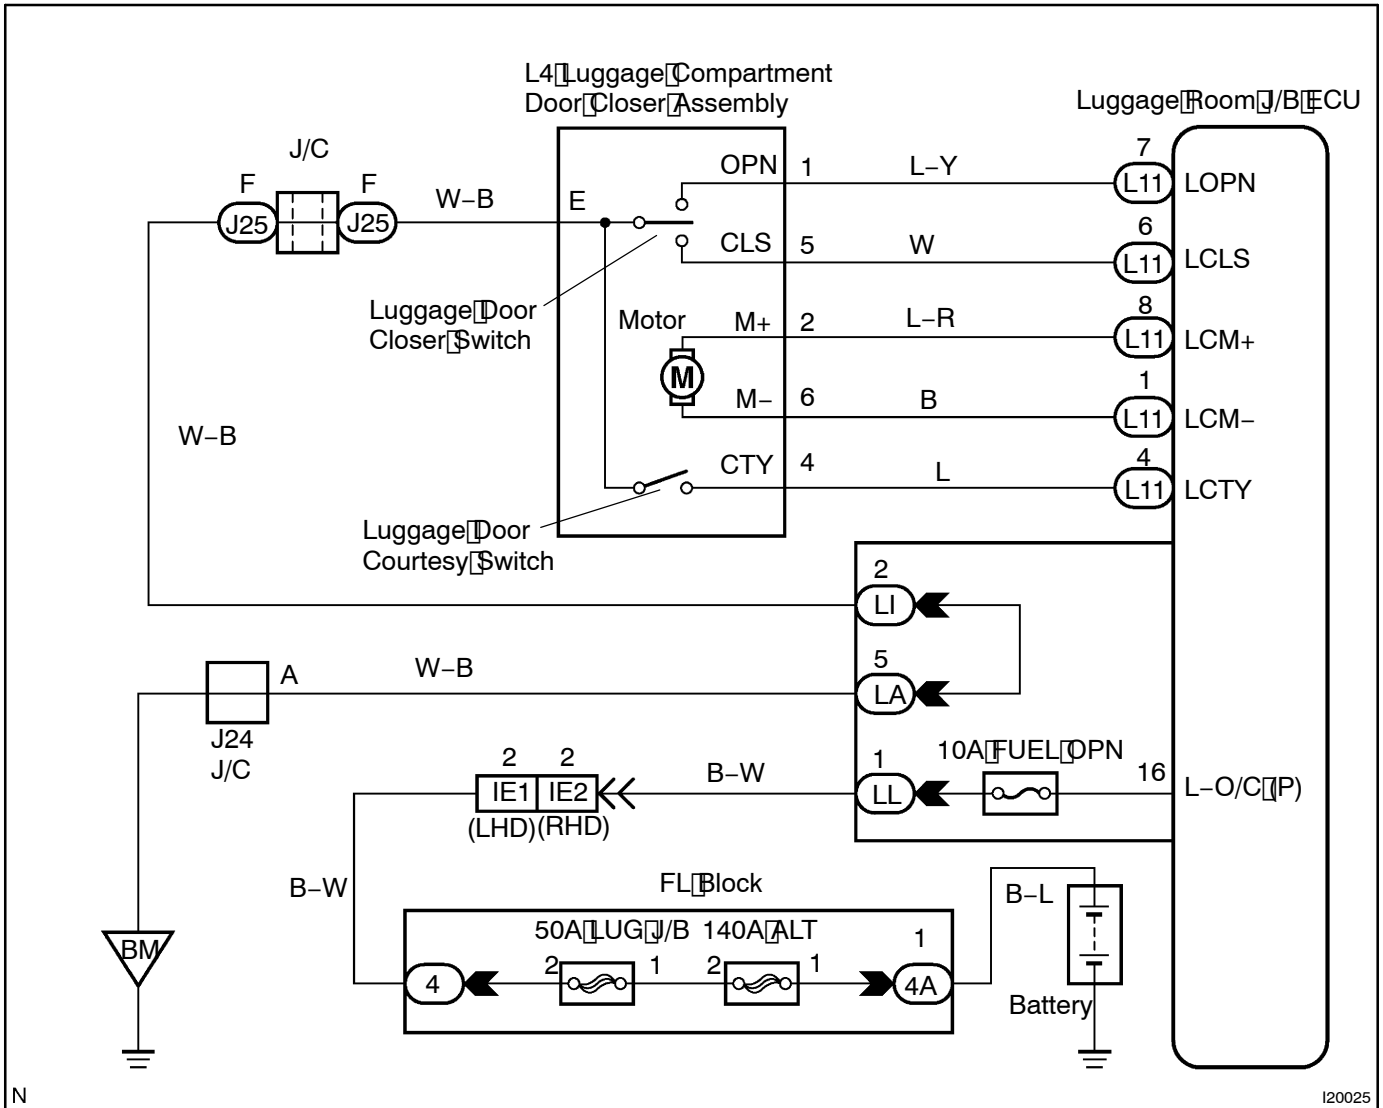 L4 Luggage Compartment
Door Closer Assembly
Luggage Room J/B ECU
J/C
F
F
J25
J25
W–B
E
OPN
1
L–Y
7
L11
LOPN
CLS
5
W
6
L11
LCLS
Luggage Door
Closer Switch
Motor
M
M+
2
L–R
8
L11
LCM+
M–
6
B
1
L11
LCM–
W–B
CTY
4
L
4
L11
LCTY
Luggage Door
Courtesy Switch
2
LI
5
LA
W–B
A
J24
J/C
2
2
IE1
IE2
(LHD)
(RHD)
B–W
1
LL
10A FUEL OPN
16
L–O/C (P)
B–W
FL Block
50A LUG J/B
140A ALT
1
4
2
1
2
1
4A
B–L
Battery
BM
N
I20025